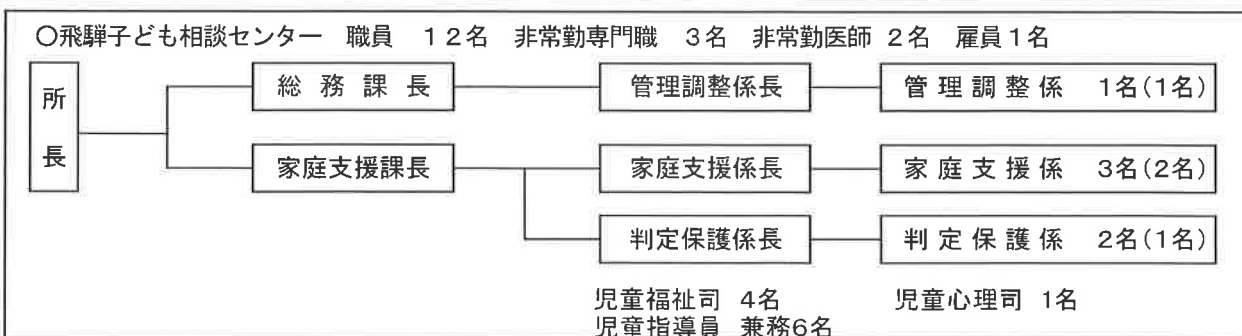 〇飛騨子ども相談センター 職員 12名 非常勤専門職 3名 非常勤医師 2名 雇員1名
所長
総務課長 管理調整係長 管理調整係 1名(1名)
家庭支援課長 家庭支援係長 家庭支援係 3名(2名)
判定保護係長 判定保護係 2名(1名)
児童福祉司 4名 児童心理司 1名
児童指導員 兼務6名